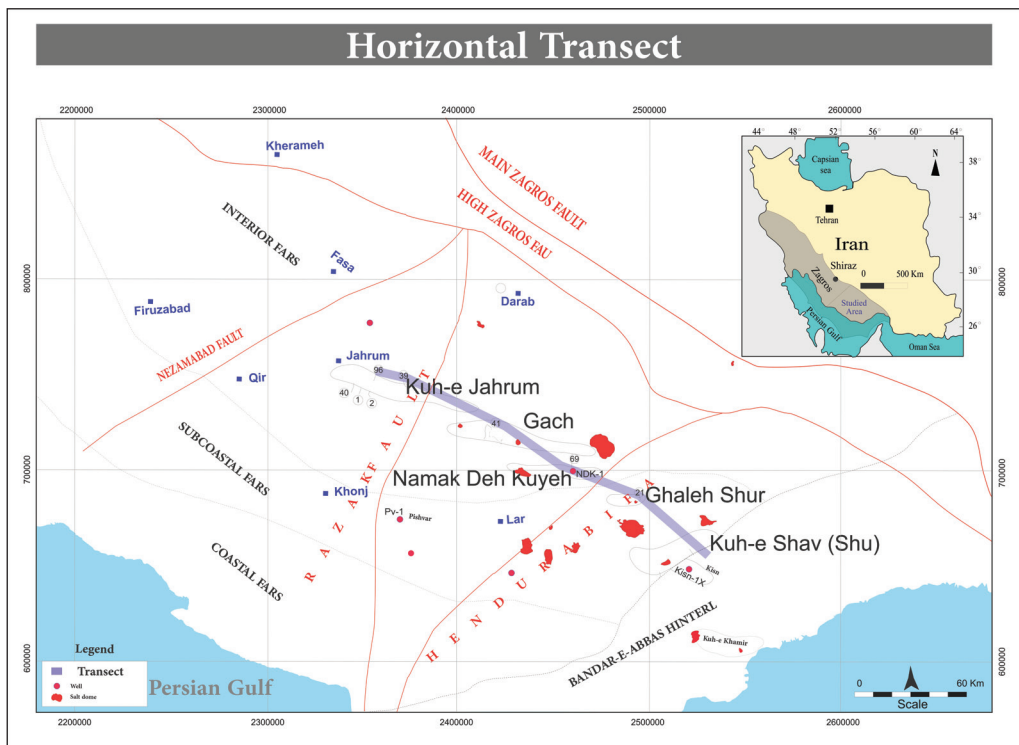 Horizontal Transect
2200000
2300000
2400000
2500000
2600000
44°
48°
52°
56°
60°
64°
Capsian
sea
N
38°
Tehran
34°
Iran
Shiraz
0
500 Km
30°
Zagros
Studied
Area
26°
Persian Gulf
Oman Sea
Kherameh
MAIN ZAGROS FAULT
HIGH ZAGROS FAU
INTERIOR FARS
Fasa
800000
800000
Darab
Firuzabad
NEZAMABAD FAULT
Jahrum
96
39
Kuh-e Jahrum
Qir
40
1
2
41
Gach
SUBCOASTAL FARS
69
700000
700000
Namak Deh Kuyeh
NDK-1
Khonj
21
Ghaleh Shur
Pv-1
Pishvar
Lar
R A Z A K F A U L T
Kuh-e Shav (Shu)
COASTAL FARS
Kisn
Kisn-1X
H E N D U R A B I F A
BANDAR-E-ABBAS HINTERL
Kuh-e Khamir
Legend
Transect
Well
Salt dome
Persian Gulf
600000
600000
0
60 Km
Scale
2200000
2300000
2400000
2500000
2600000